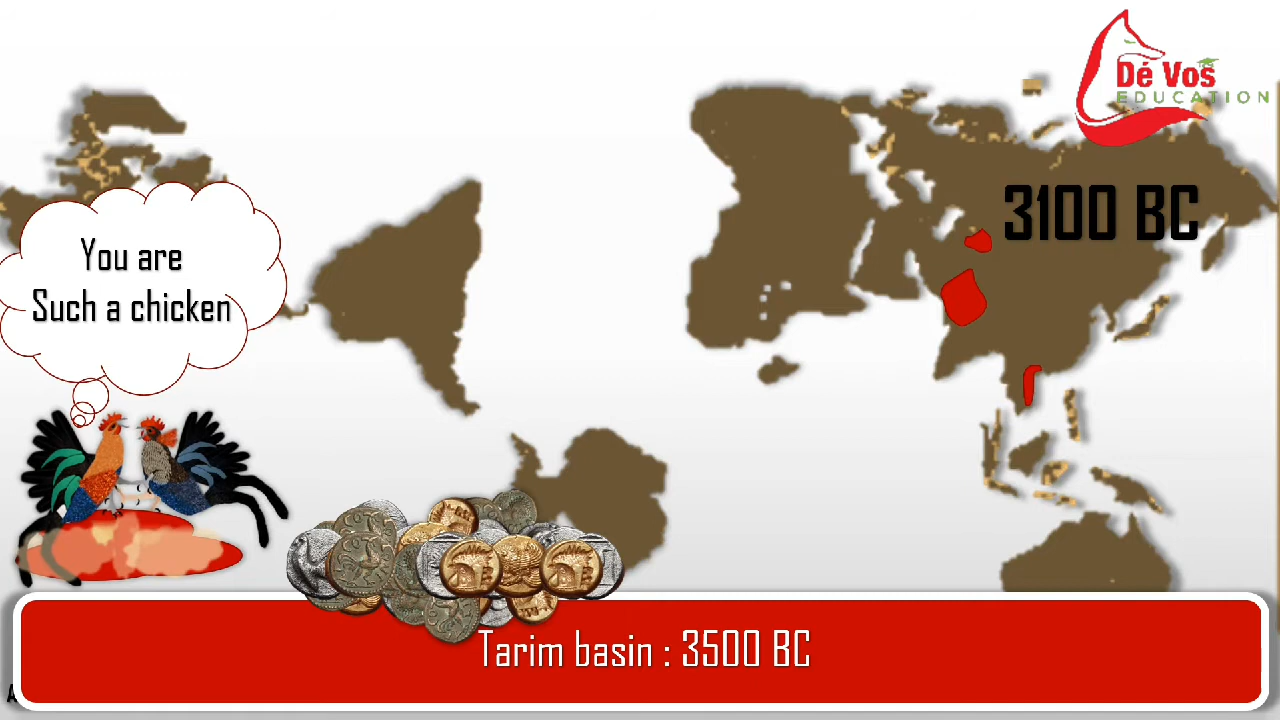 Dé Vos
EDUCATION
3100 BC
You are
Such a chicken
Tarim basin : 3500 BC